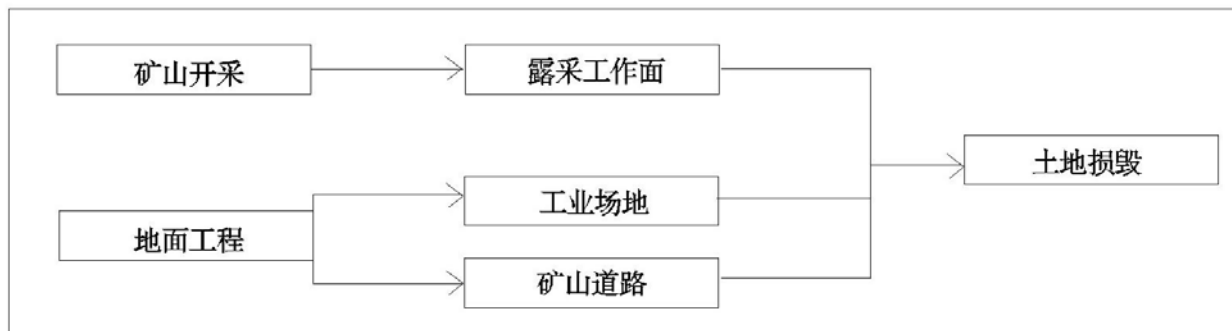 矿山开采
露采工作面
土地损毁
工业场地
地面工程
矿山道路